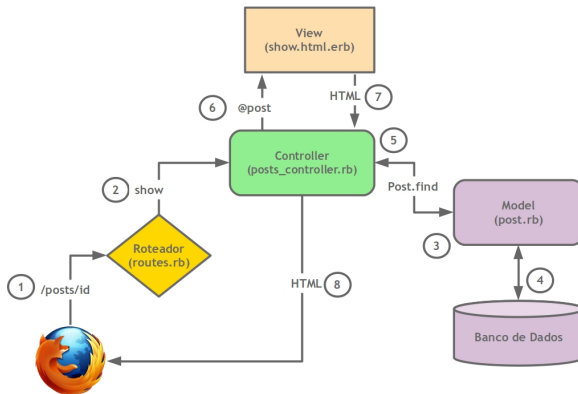 View
(show.html.erb)
6
@post
HTML
7
5
Controller
(posts_controller.rb)
2
show
Post.find
Model
(post.rb)
3
Roteador
(routes.rb)
1
/posts/id
HTML
8
4
Banco de Dados